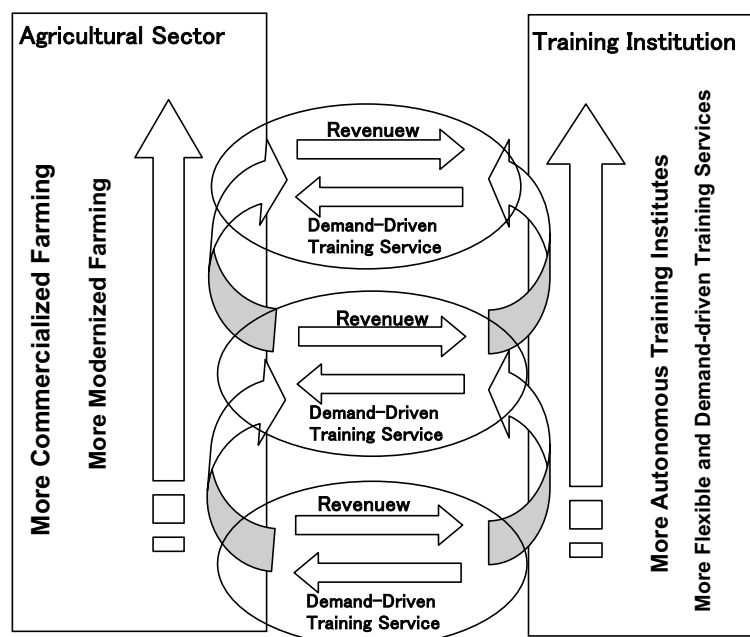 Agricultural Sector
Training Institution
More Commercialized Farming
More Modernized Farming
Revenuew
Demand-Driven
Training Service
Revenuew
Demand-Driven
Training Service
Revenuew
Demand-Driven
Training Service
More Autonomous Training Institutes
More Flexible and Demand-driven Training Services